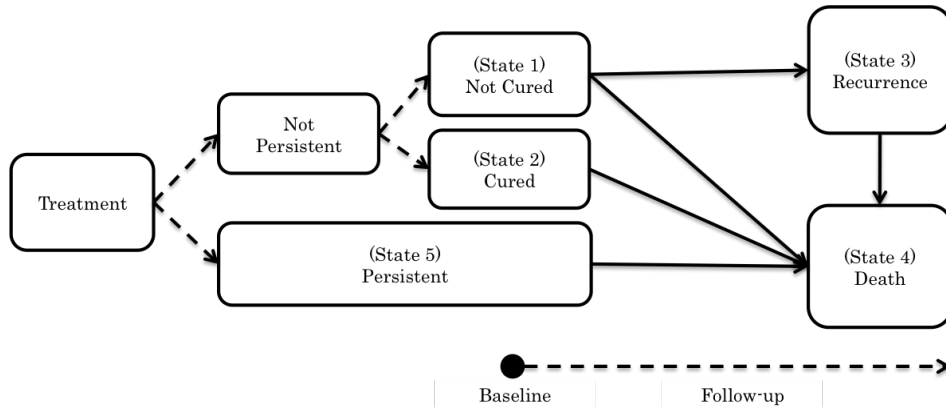 Treatment
Not
Persistent
(State 1)
Not Cured
(State 2)
Cured
(State 5)
Persistent
(State 3)
Recurrence
(State 4)
Death
Baseline
Follow-up